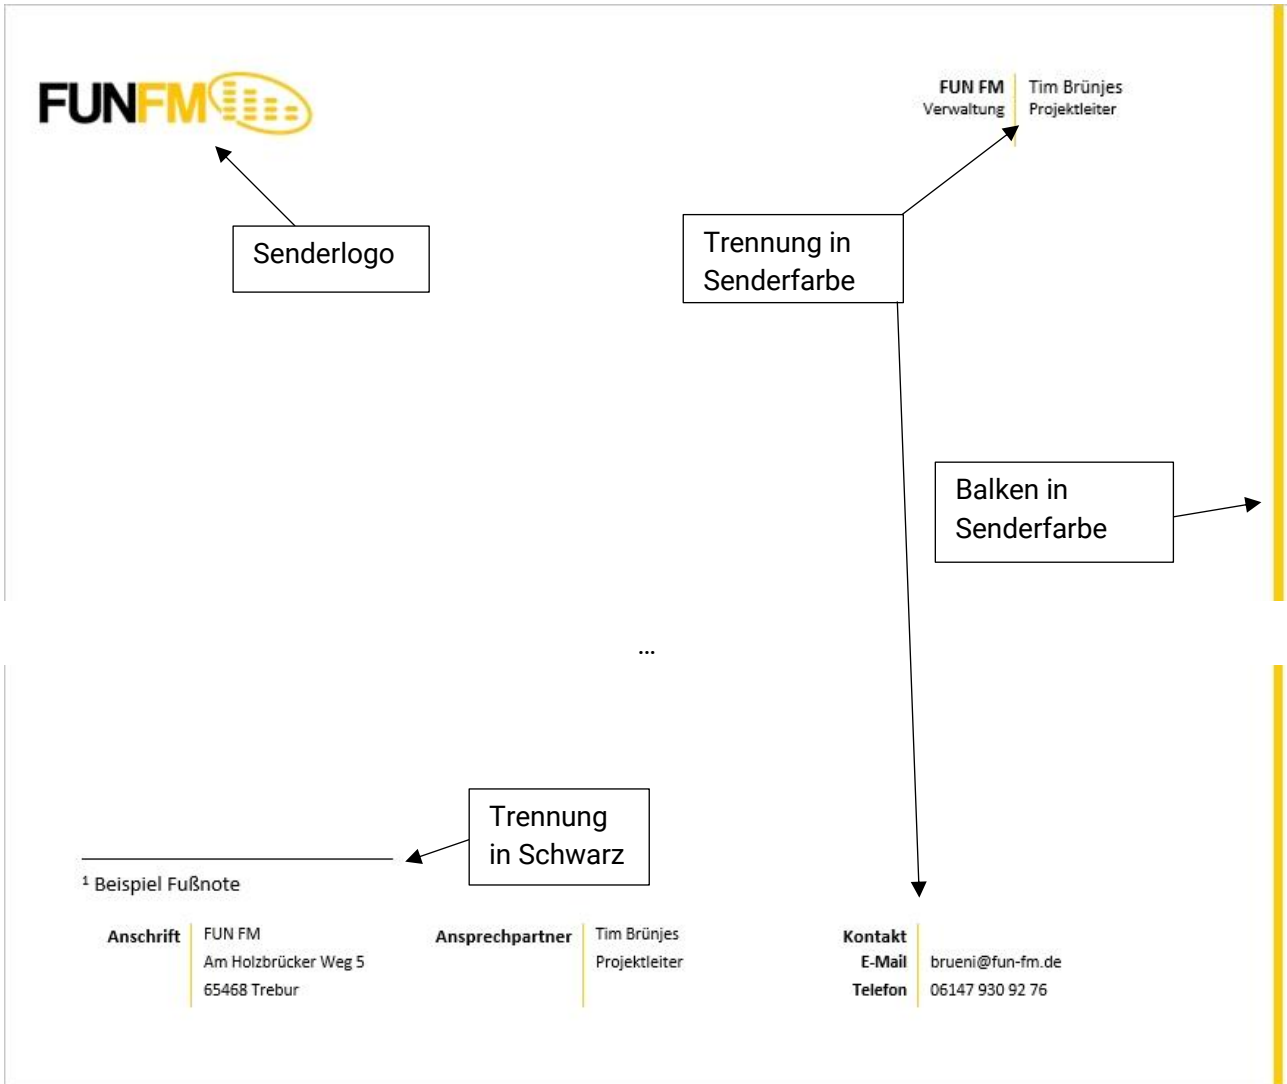 FUNFM
FUN FM
Verwaltung
Tim Brünjes
Projektleiter
Senderlogo
Trennung in
Senderfarbe
Balken in
Senderfarbe
...
Trennung
in Schwarz
¹ Beispiel Fußnote
Anschrift
FUN FM
Am Holzbrücker Weg 5
65468 Trebur
Ansprechpartner
Tim Brünjes
Projektleiter
Kontakt
E-Mail brueni@fun-fm.de
Telefon 06147 930 92 76